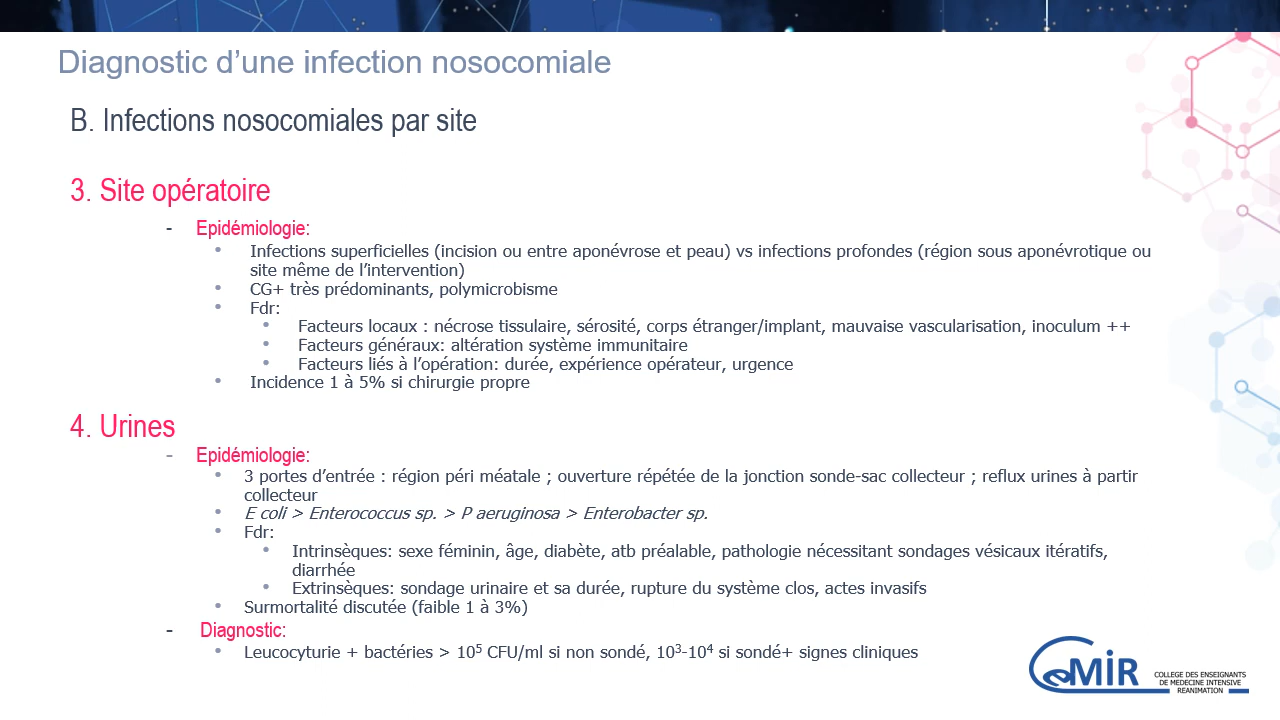 Diagnostic d’une infection nosocomiale
B. Infections nosocomiales par site
3. Site opératoire
- Epidémiologie:
• Infections superficielles (incision ou entre aponévrose et peau) vs infections profondes (région sous aponévrotique ou
site même de l’intervention)
• CG+ très prédominants, polymicrobisme
• Fdr:
• Facteurs locaux : nécrose tissulaire, sérosité, corps étranger/implant, mauvaise vascularisation, inoculum ++
• Facteurs généraux: altération système immunitaire
• Facteurs liés à l’opération: durée, expérience opérateur, urgence
• Incidence 1 à 5% si chirurgie propre
4. Urines
- Epidémiologie:
• 3 portes d’entrée : région péri méatale ; ouverture répétée de la jonction sonde-sac collecteur ; reflux urines à partir
collecteur
• E coli > Enterococcus sp. > P aeruginosa > Enterobacter sp.
• Fdr:
• Intrinsèques: sexe féminin, âge, diabète, atb préalable, pathologie nécessitant sondages vésicaux itératifs,
diarrhée
• Extrinsèques: sondage urinaire et sa durée, rupture du système clos, actes invasifs
• Surmortalité discutée (faible 1 à 3%)
- Diagnostic:
• Leucocyturie + bactéries > 10⁵ CFU/ml si non sondé, 10³-10⁴ si sondé+ signes cliniques
CeMIR
COLLEGE DES ENSEIGNANTS
DE MEDECINE INTENSIVE
REANIMATION